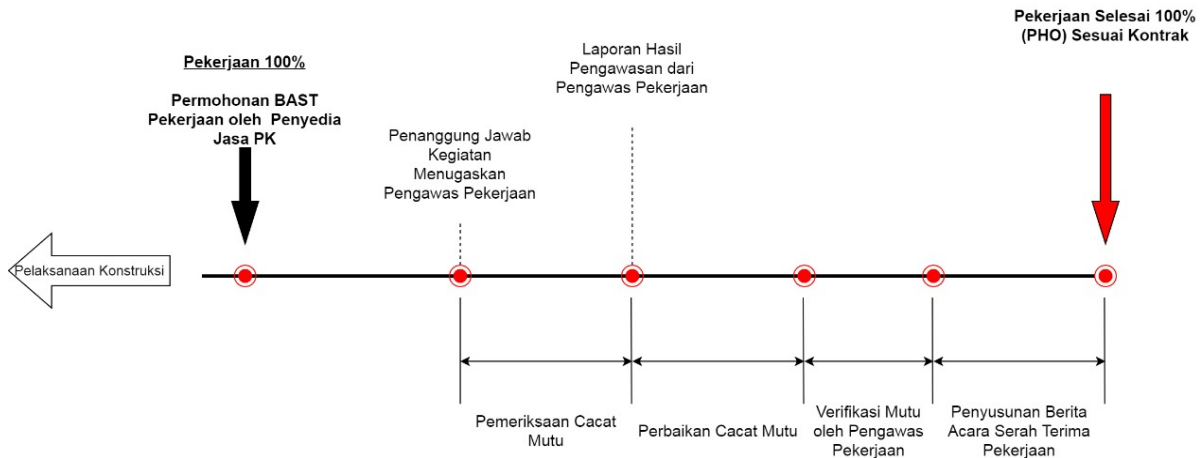 Pekerjaan Selesai 100%
(PHO) Sesuai Kontrak
Laporan Hasil
Pengawasan dari
Pengawas Pekerjaan
Pekerjaan 100%
Permohonan BAST
Pekerjaan oleh Penyedia
Jasa PK
Penanggung Jawab
Kegiatan
Menugaskan
Pengawas Pekerjaan
Pelaksanaan Konstruksi
Pemeriksaan Cacat
Mutu
Perbaikan Cacat Mutu
Verifikasi Mutu
oleh Pengawas
Pekerjaan
Penyusunan Berita
Acara Serah Terima
Pekerjaan